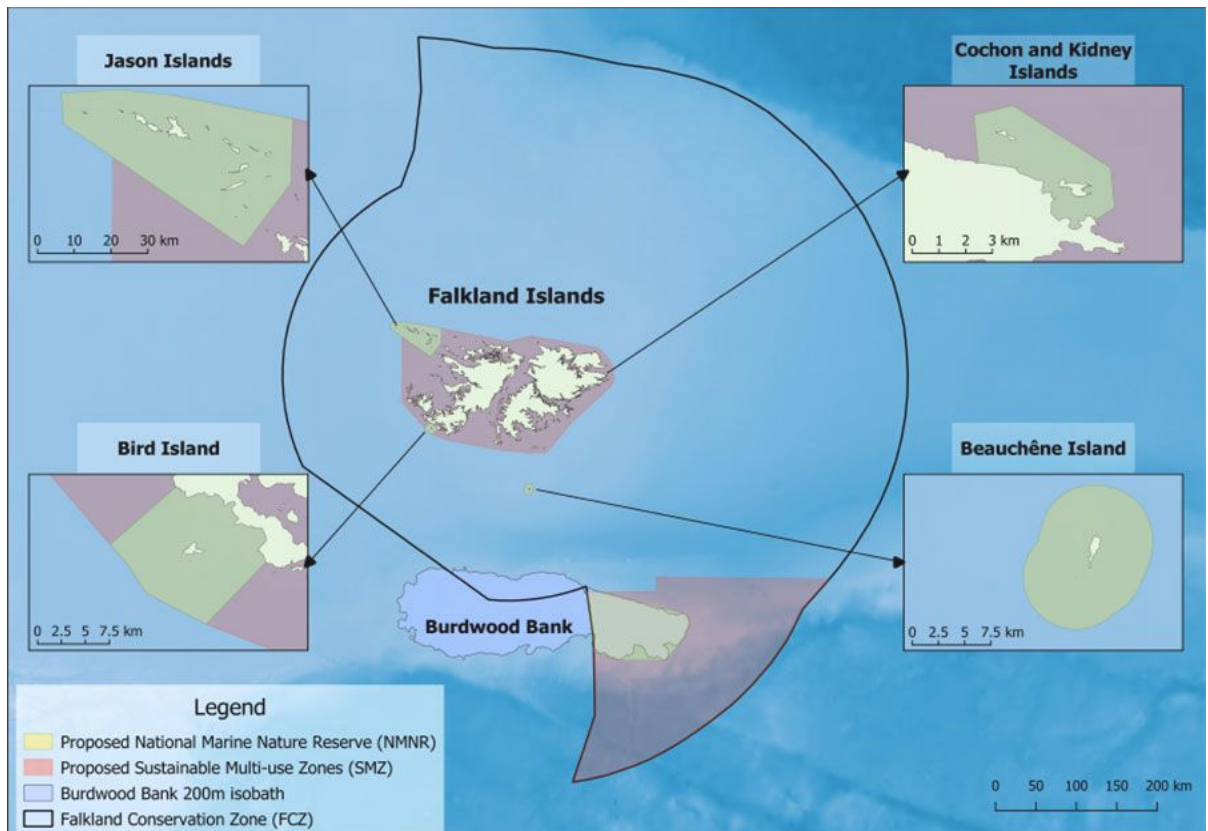 Jason Islands
0 10 20 30 km
Cochon and Kidney
Islands
0 1 2 3 km
Falkland Islands
Bird Island
0 2.5 5 7.5 km
Beauchêne Island
0 2.5 5 7.5 km
Burdwood Bank
Legend
Proposed National Marine Nature Reserve (NMNR)
Proposed Sustainable Multi-use Zones (SMZ)
Burdwood Bank 200m isobath
Falkland Conservation Zone (FCZ)
0 50 100 150 200 km